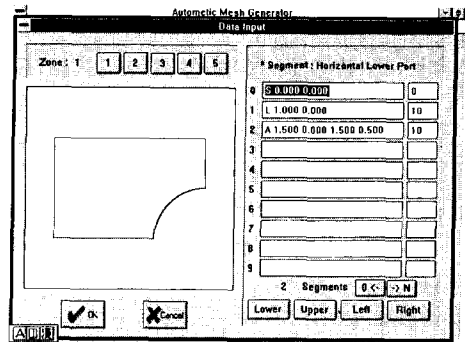 Autometic Mesh Generator
Data Input
Zone : 1 1 2 3 4 5
* Segment : Horizantal Lower Part
0 S 0.000 0.000 0
1 L 1.000 0.000 10
2 A 1.500 0.000 1.500 0.500 10
3
4
5
6
7
8
9
2 Segments 0 <- -> N
Ok Cancel
Lower Upper Left Right